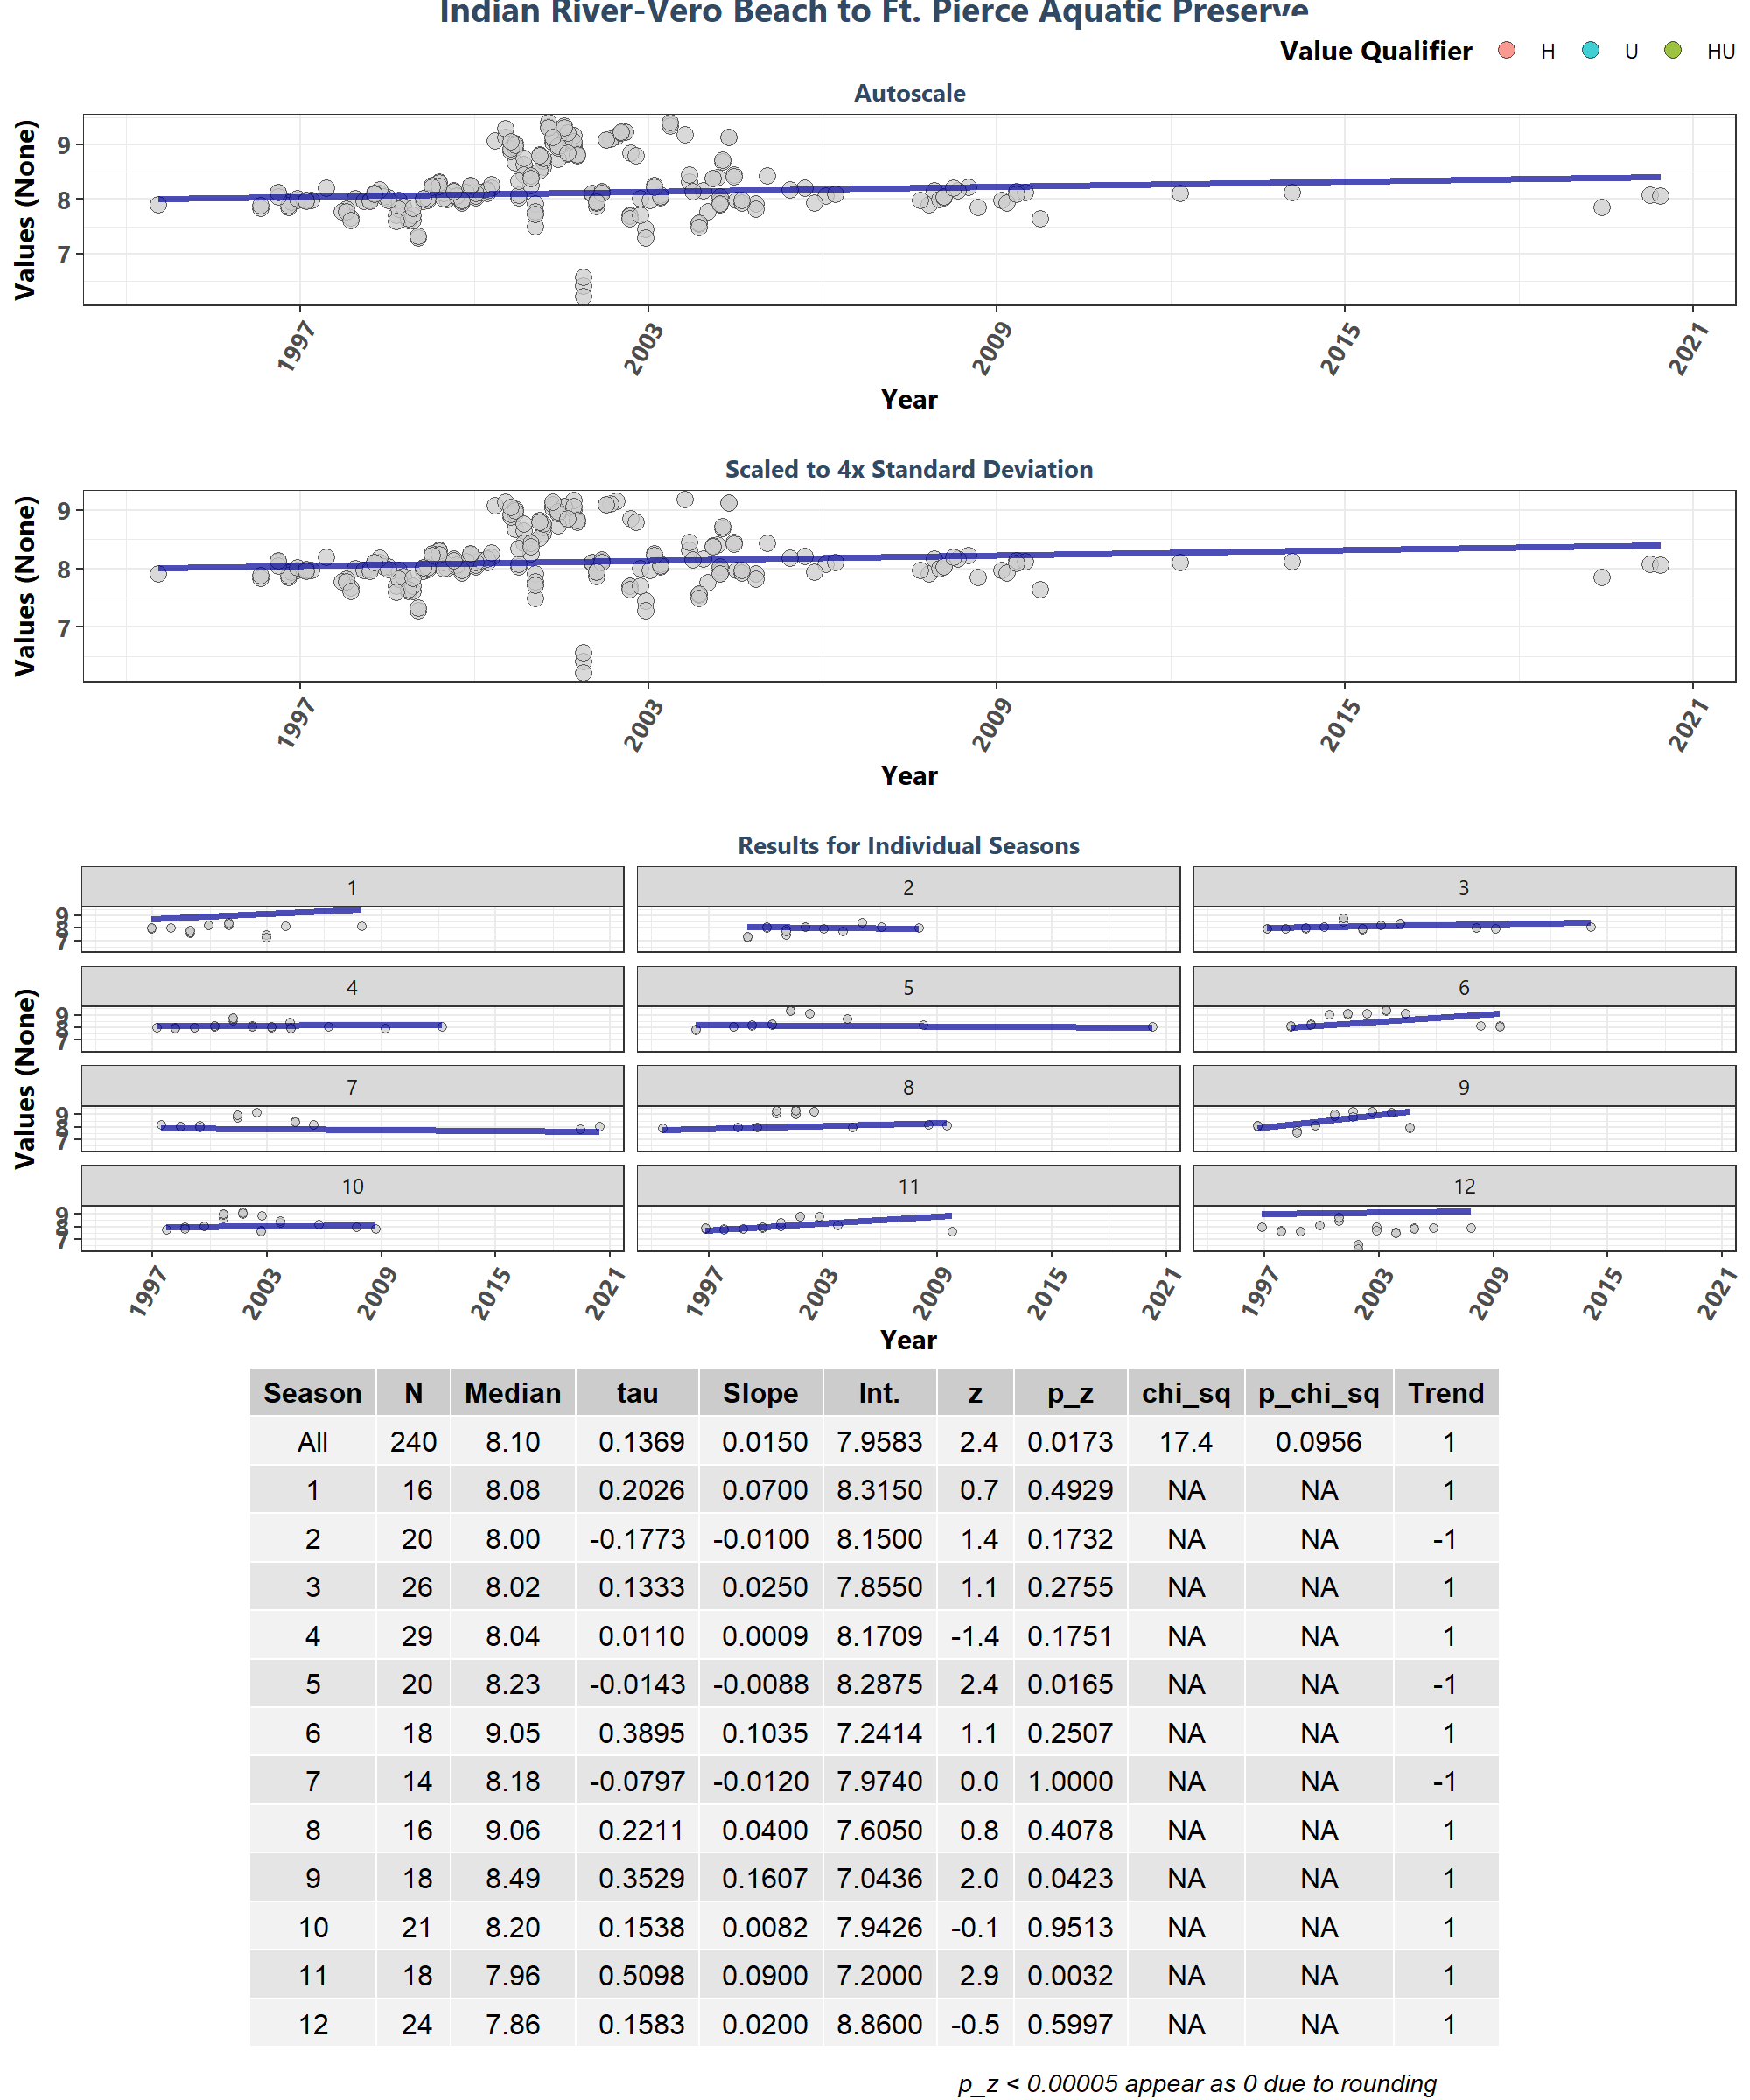 Indian River-Vero Beach to Ft. Pierce Aquatic Preserve
Value Qualifier H U HU
Autoscale
Values (None)
9
8
7
1997 2003 2009 2015 2021
Year
Scaled to 4x Standard Deviation
Values (None)
9
8
7
1997 2003 2009 2015 2021
Year
Results for Individual Seasons
Values (None)
1 2 3
9
8
7
4 5 6
9
8
7
7 8 9
9
8
7
10 11 12
9
8
7
1997 2003 2009 2015 2021 1997 2003 2009 2015 2021 1997 2003 2009 2015 2021
Year
Season N Median tau Slope Int. z p_z chi_sq p_chi_sq Trend
All 240 8.10 0.1369 0.0150 7.9583 2.4 0.0173 17.4 0.0956 1
1 16 8.08 0.2026 0.0700 8.3150 0.7 0.4929 NA NA 1
2 20 8.00 -0.1773 -0.0100 8.1500 1.4 0.1732 NA NA -1
3 26 8.02 0.1333 0.0250 7.8550 1.1 0.2755 NA NA 1
4 29 8.04 0.0110 0.0009 8.1709 -1.4 0.1751 NA NA 1
5 20 8.23 -0.0143 -0.0088 8.2875 2.4 0.0165 NA NA -1
6 18 9.05 0.3895 0.1035 7.2414 1.1 0.2507 NA NA 1
7 14 8.18 -0.0797 -0.0120 7.9740 0.0 1.0000 NA NA -1
8 16 9.06 0.2211 0.0400 7.6050 0.8 0.4078 NA NA 1
9 18 8.49 0.3529 0.1607 7.0436 2.0 0.0423 NA NA 1
10 21 8.20 0.1538 0.0082 7.9426 -0.1 0.9513 NA NA 1
11 18 7.96 0.5098 0.0900 7.2000 2.9 0.0032 NA NA 1
12 24 7.86 0.1583 0.0200 8.8600 -0.5 0.5997 NA NA 1
p_z < 0.00005 appear as 0 due to rounding